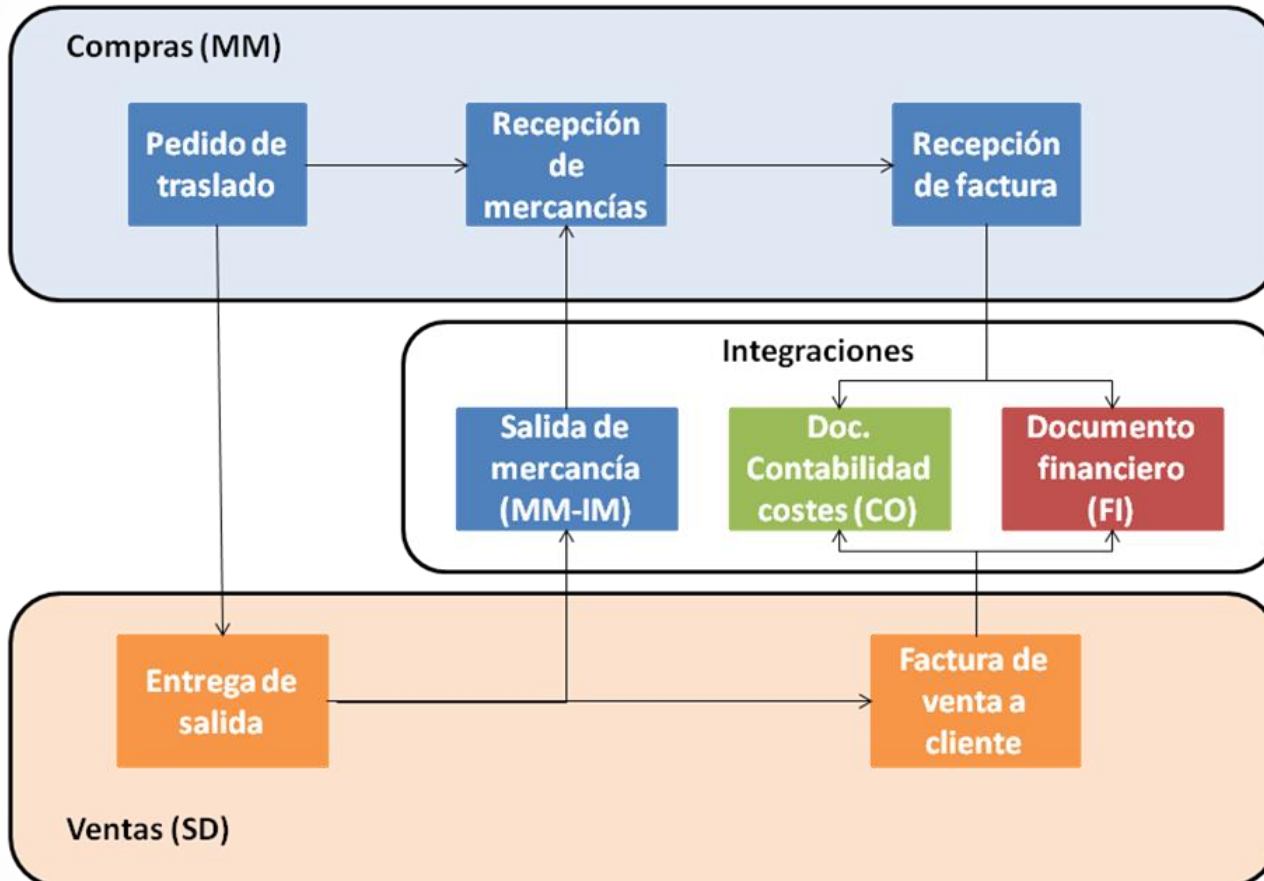 Compras (MM)
Pedido de
traslado
Recepción
de
mercancías
Recepción
de factura
Integraciones
Salida de
mercancía
(MM-IM)
Doc.
Contabilidad
costes (CO)
Documento
financiero
(FI)
Entrega de
salida
Factura de
venta a
cliente
Ventas (SD)